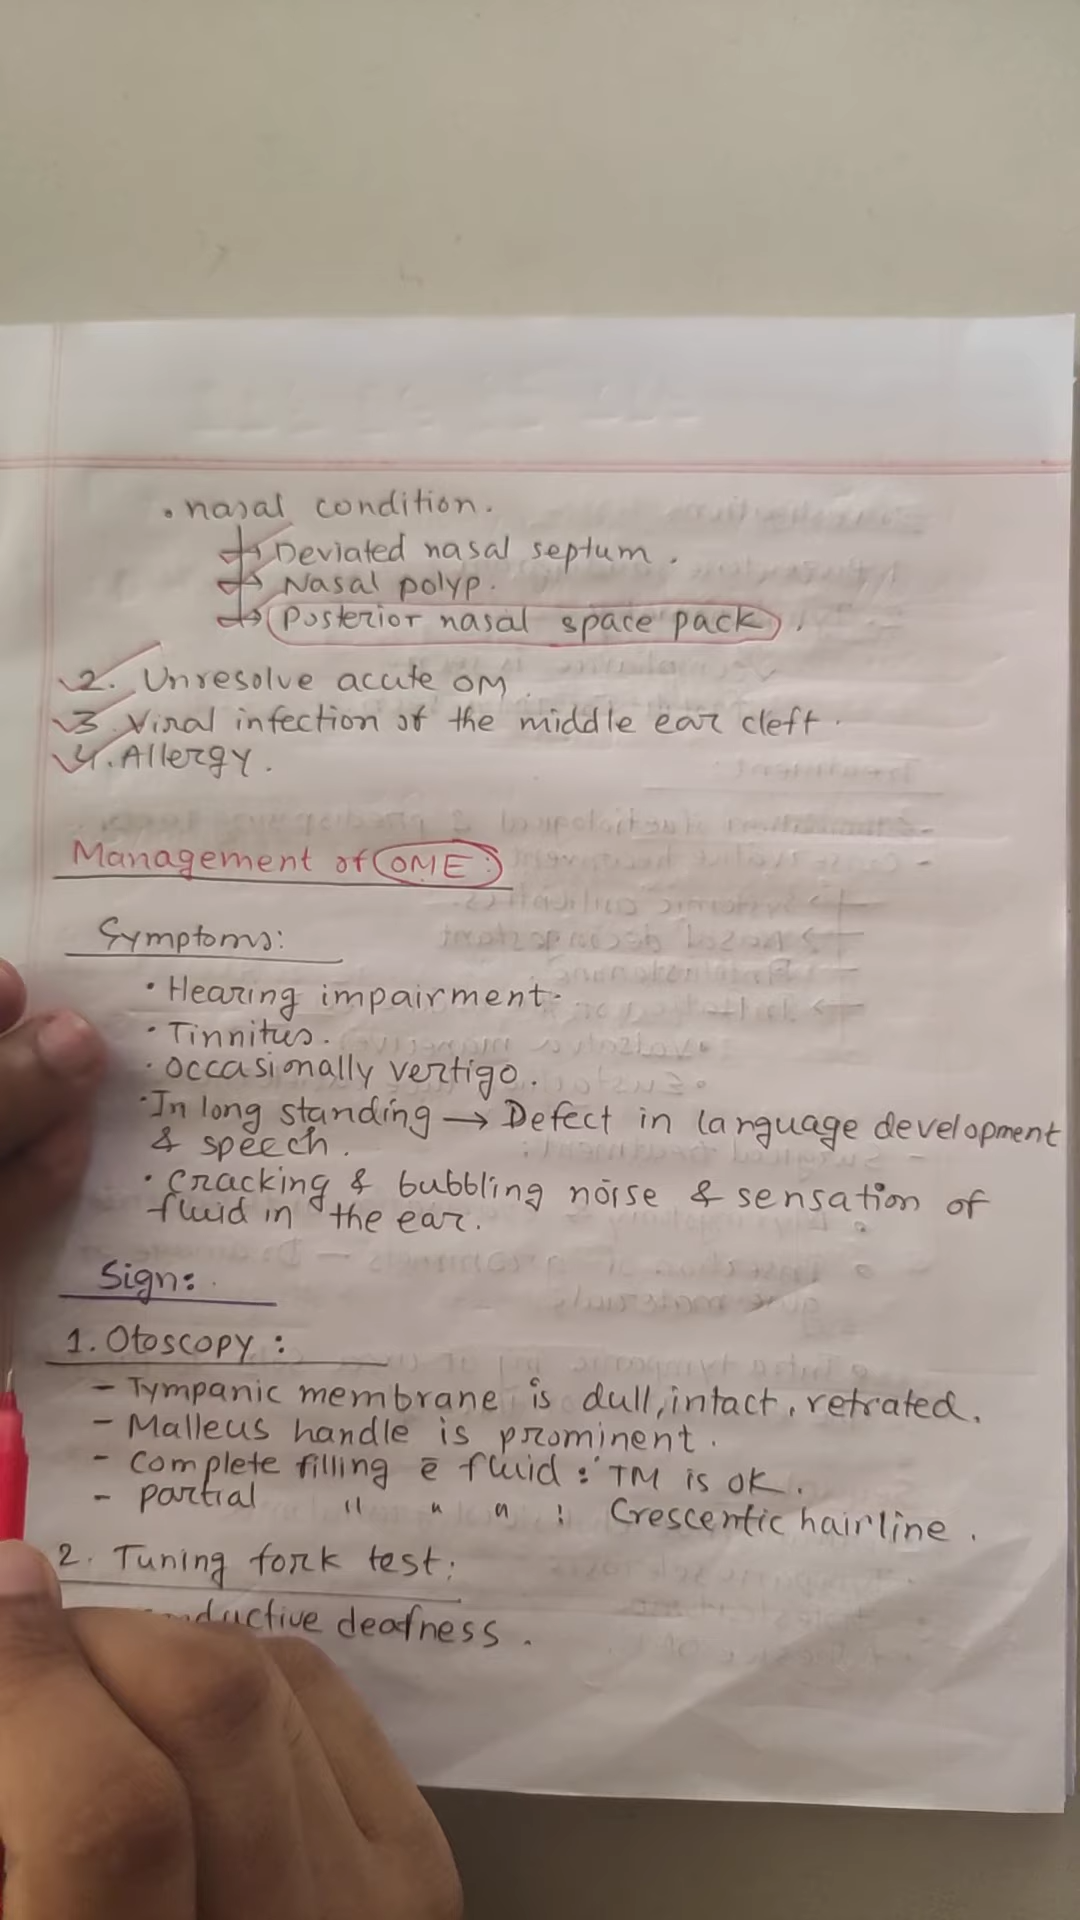 • nasal condition.
→ Deviated nasal septum.
→ Nasal polyp.
→ Posterior nasal space pack.
2. Unresolve acute OM.
3. Viral infection of the middle ear cleft.
4. Allergy.
Management of OME:
Symptoms:
• Hearing impairment.
• Tinnitus.
• Occasionally vertigo.
• In long standing → Defect in language development
& speech.
• Cracking & bubbling noise & sensation of
fluid in the ear.
Sign:
1. Otoscopy:
- Tympanic membrane is dull, intact, retrated.
- Malleus handle is prominent.
- Complete filling c̄ fluid: TM is ok.
- partial " " " : Crescentic hairline.
2. Tuning fork test:
deafness.